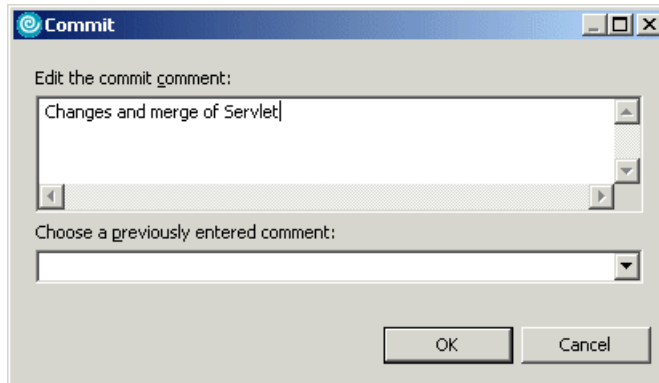 Commit
Edit the commit comment:
Changes and merge of Servlet
Choose a previously entered comment:
OK Cancel